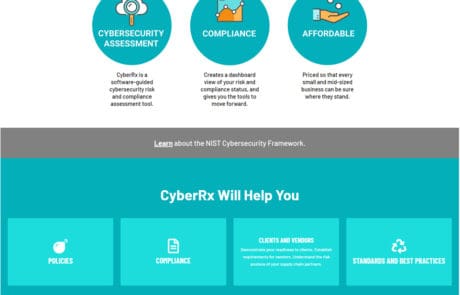 CYBERSECURITY
ASSESSMENT
COMPLIANCE
AFFORDABLE
CyberRx is a
software-guided
cybersecurity risk
and compliance
assessment tool.
Creates a dashboard
view of your risk and
compliance status, and
gives you the tools to
move forward.
Priced so that every
small and mid-sized
business can be sure
where they stand.
Learn about the NIST Cybersecurity Framework.
CyberRx Will Help You
POLICIES
COMPLIANCE
CLIENTS AND VENDORS
Demonstrate your readiness to clients. Establish
requirements for vendors. Understand the risk
posture of your supply chain partners.
STANDARDS AND BEST PRACTICES